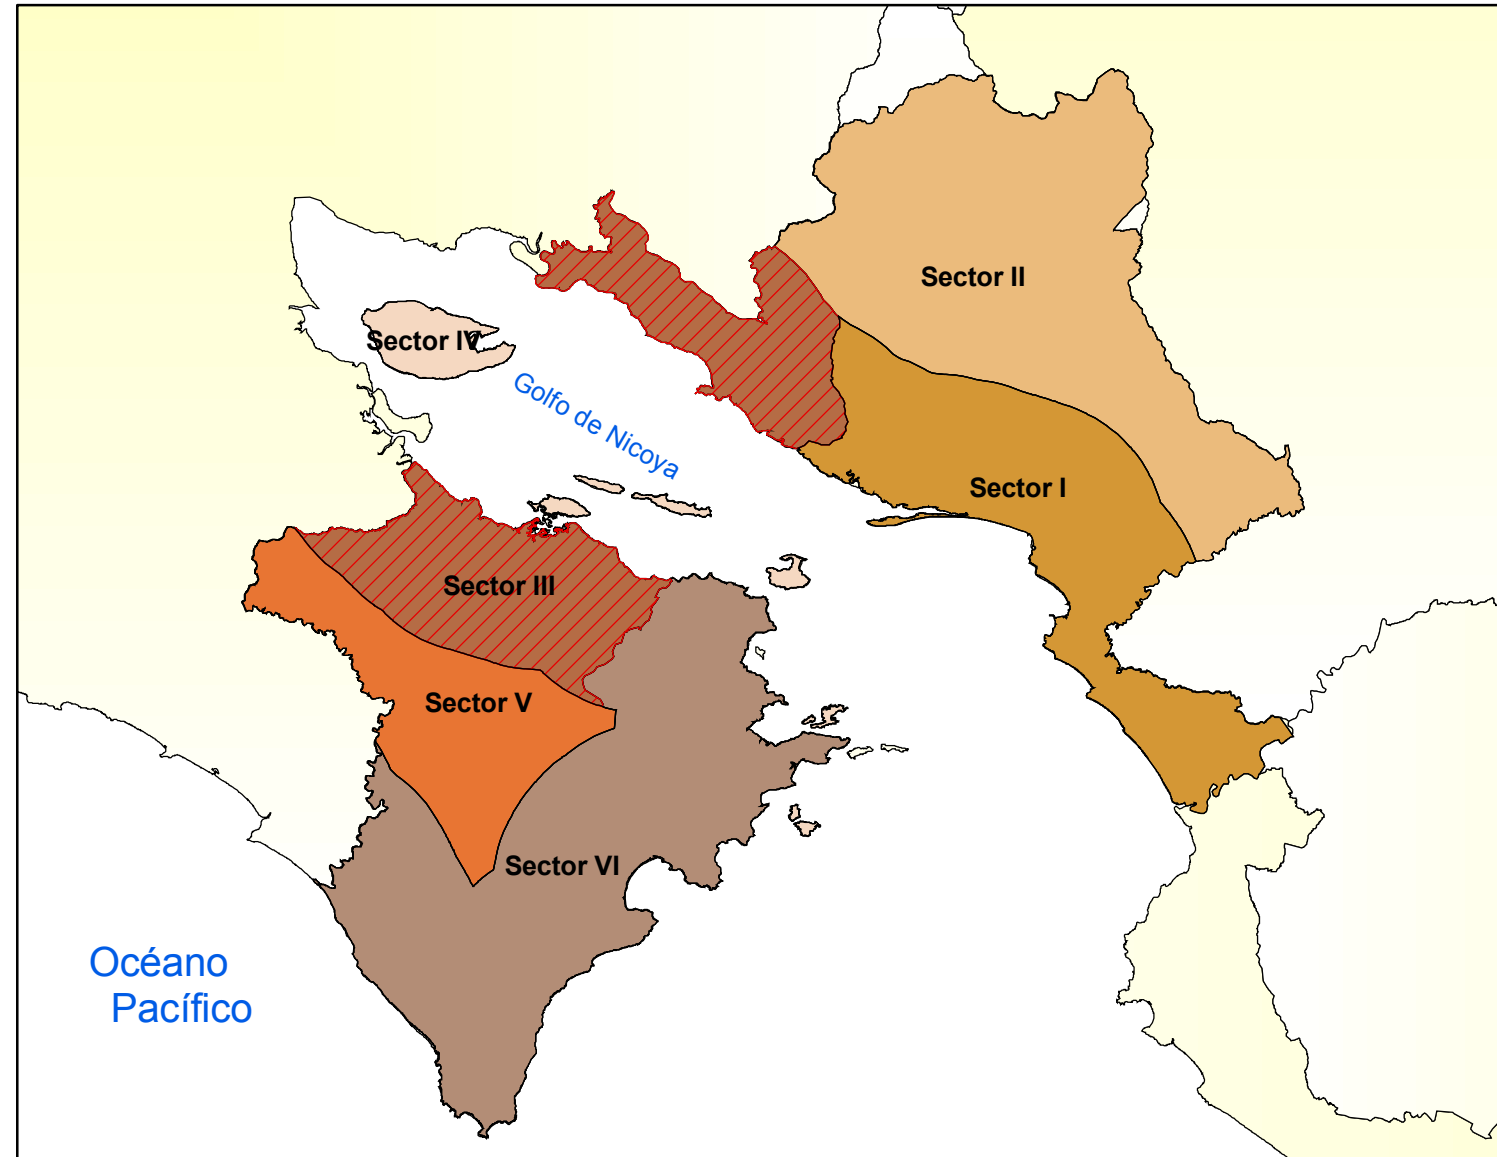 Sector II
Sector IV
Golfo de Nicoya
Sector I
Sector III
Sector V
Sector VI
Océano
Pacífico